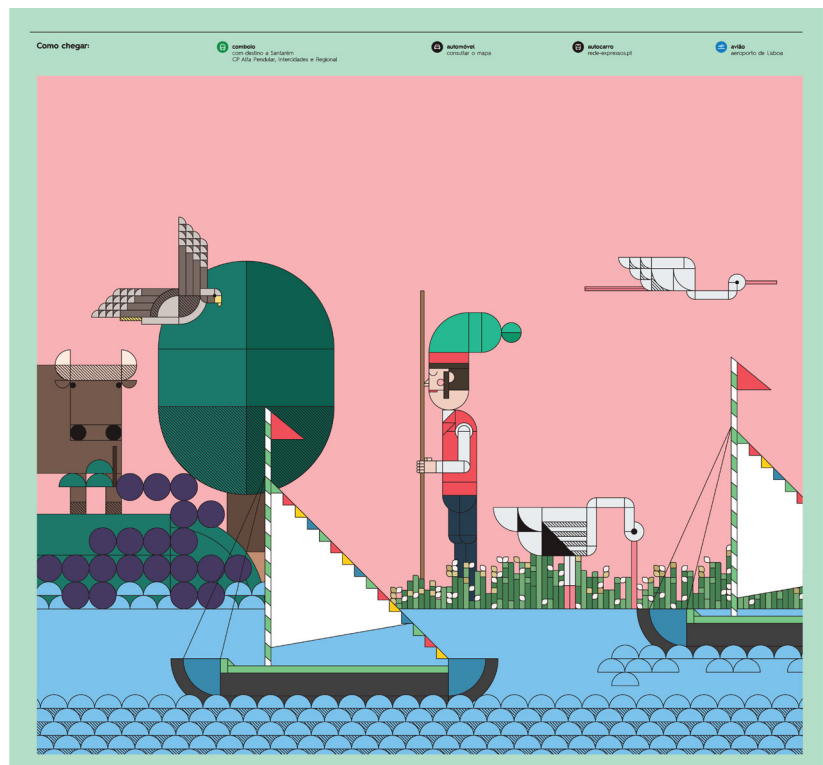 Como chegar:
comboio
com destino a Santarém
CP Alfa Pendular, Intercidades e Regional
automóvel
consultar o mapa
autocarro
rede-expressos.pt
avião
aeroporto de Lisboa